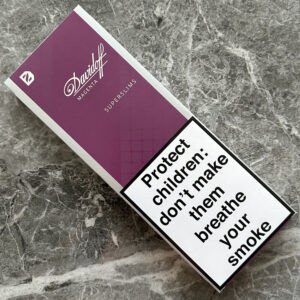 Davidoff
MAGENTA
SUPERSLIMS
Protect
children:
don't make
them
breathe
your
smoke